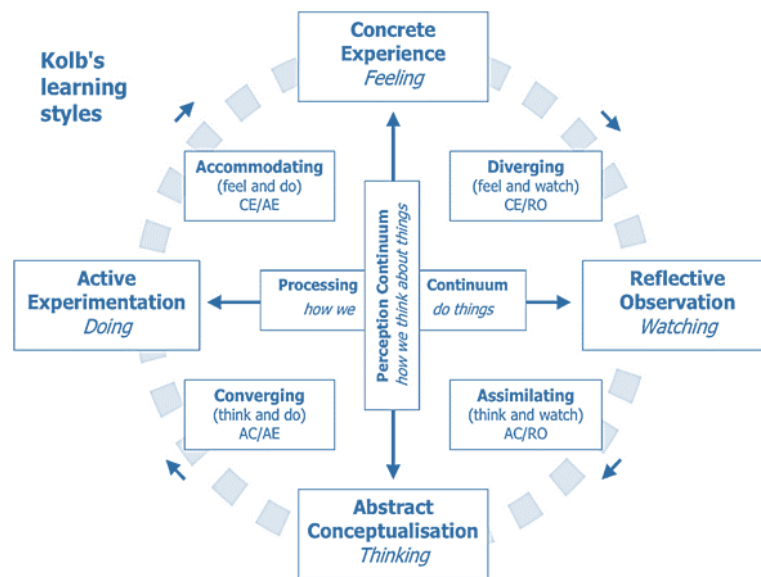 Kolb's
learning
styles
Concrete
Experience
Feeling
Accommodating
(feel and do)
CE/AE
Diverging
(feel and watch)
CE/RO
Active
Experimentation
Doing
Processing
how we
Perception Continuum
how we think about things
Continuum
do things
Reflective
Observation
Watching
Converging
(think and do)
AC/AE
Assimilating
(think and watch)
AC/RO
Abstract
Conceptualisation
Thinking